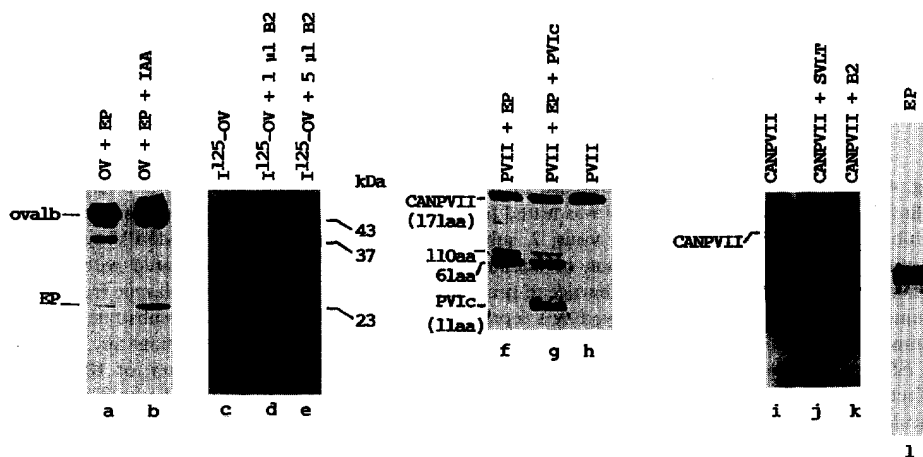 OV + EP
OV + EP + IAA
I125-OV
I125-OV + 1 µl B2
I125-OV + 5 µl B2
kDa
ovalb
EP
43
37
23
a
b
c
d
e
PVII + EP
PVII + EP + PVIc
PVII
CANPVII
(171aa)
110aa
61aa
PVIc
(11aa)
f
g
h
CANPVII
CANPVII + SVLT
CANPVII + B2
CANPVII
i
j
k
EP
l